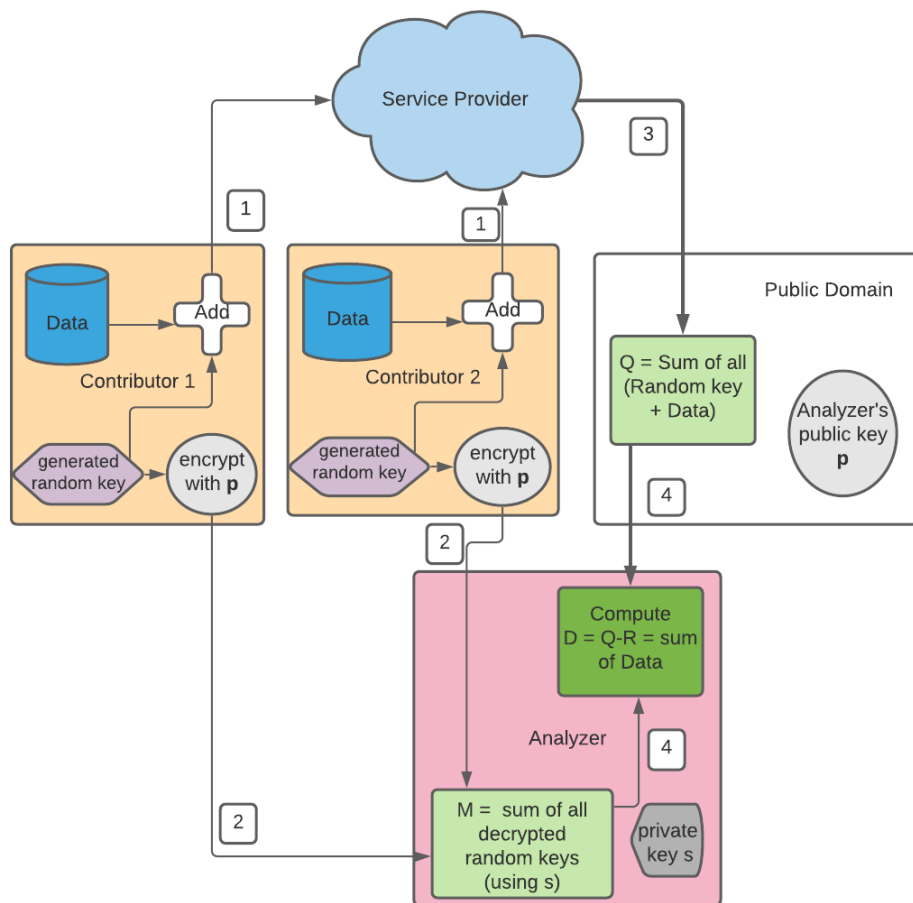 Service Provider
3
1
1
Data
Add
Contributor 1
generated
random key
encrypt
with p
Data
Add
Contributor 2
generated
random key
encrypt
with p
Public Domain
Q = Sum of all
(Random key
+ Data)
Analyzer's
public key
p
4
2
Compute
D = Q-R = sum
of Data
Analyzer
4
2
M =  sum of all
decrypted
random keys
(using s)
private
key s